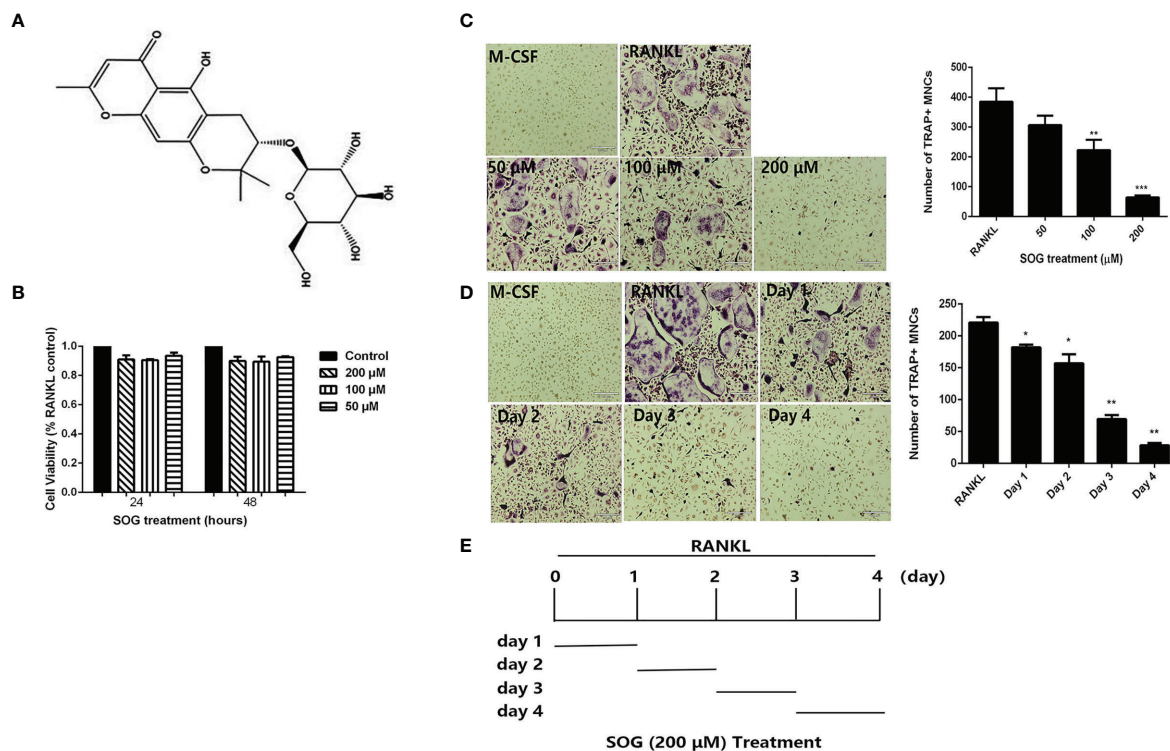 A
O
OH
O
O
O
O
OH
OH
OH
HO
B
Cell Viability (% RANKL control)
1.0
0.8
0.6
0.4
0.2
0.0
24
48
SOG treatment (hours)
Control
200 µM
100 µM
50 µM
C
M-CSF
RANKL
50 µM
100 µM
200 µM
Number of TRAP+ MNCs
500
400
300
200
100
0
**
***
RANKL
50
100
200
SOG treatment (µM)
D
M-CSF
RANKL
Day 1
Day 2
Day 3
Day 4
Number of TRAP+ MNCs
250
200
150
100
50
0
*
*
**
**
RANKL
Day 1
Day 2
Day 3
Day 4
E
RANKL
0 1 2 3 4 (day)
day 1
day 2
day 3
day 4
SOG (200 µM) Treatment